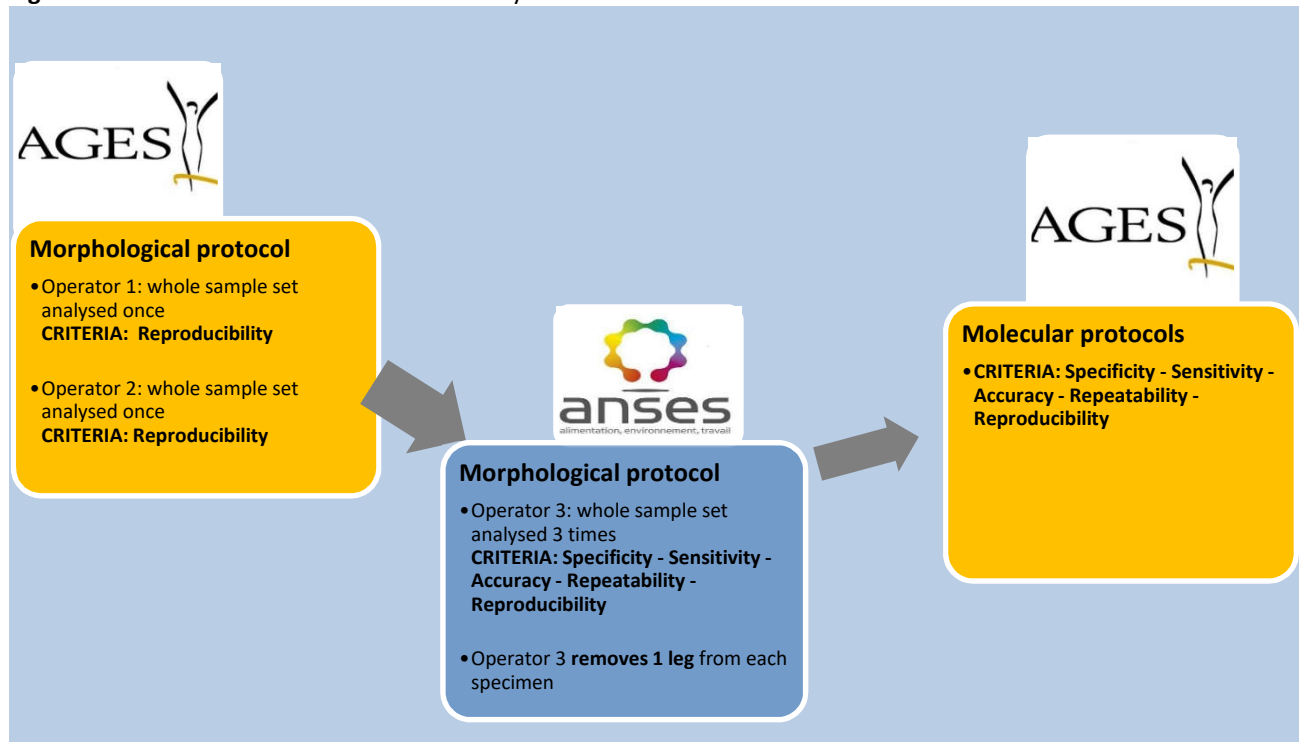 AGES
Morphological protocol
•Operator 1: whole sample set
analysed once
CRITERIA: Reproducibility
•Operator 2: whole sample set
analysed once
CRITERIA: Reproducibility
anses
alimentation, environnement, travail
Morphological protocol
•Operator 3: whole sample set
analysed 3 times
CRITERIA: Specificity - Sensitivity -
Accuracy - Repeatability -
Reproducibility
•Operator 3 removes 1 leg from each
specimen
AGES
Molecular protocols
•CRITERIA: Specificity - Sensitivity -
Accuracy - Repeatability -
Reproducibility